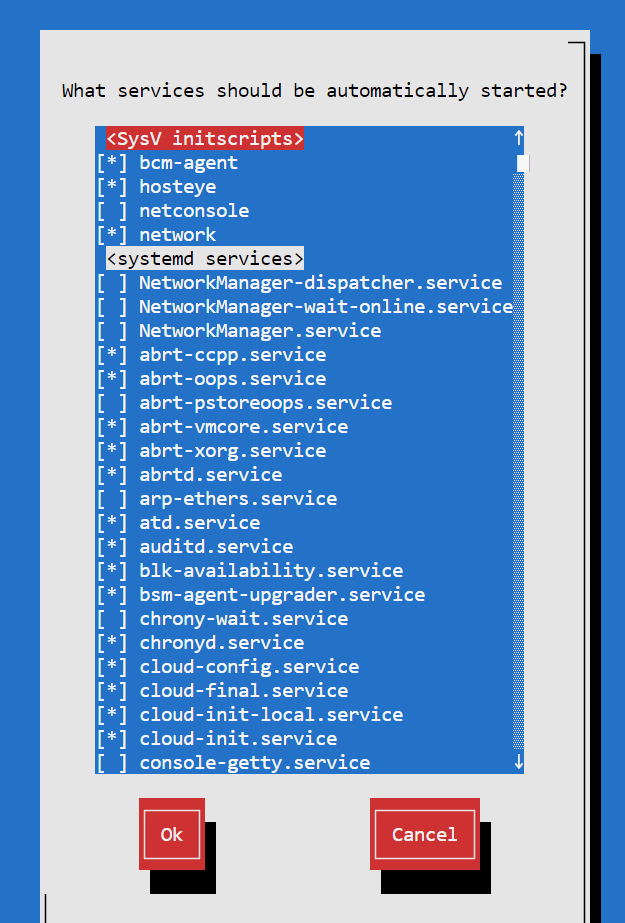 What services should be automatically started?
<SysV initscripts> ↑
[*] bcm-agent
[*] hosteye
[ ] netconsole
[*] network
<systemd services>
[ ] NetworkManager-dispatcher.service
[ ] NetworkManager-wait-online.service
[ ] NetworkManager.service
[*] abrt-ccpp.service
[*] abrt-oops.service
[ ] abrt-pstoreoops.service
[*] abrt-vmcore.service
[*] abrt-xorg.service
[*] abrtd.service
[ ] arp-ethers.service
[*] atd.service
[*] auditd.service
[*] blk-availability.service
[*] bsm-agent-upgrader.service
[ ] chrony-wait.service
[*] chronyd.service
[*] cloud-config.service
[*] cloud-final.service
[*] cloud-init-local.service
[*] cloud-init.service
[ ] console-getty.service ↓
Ok Cancel